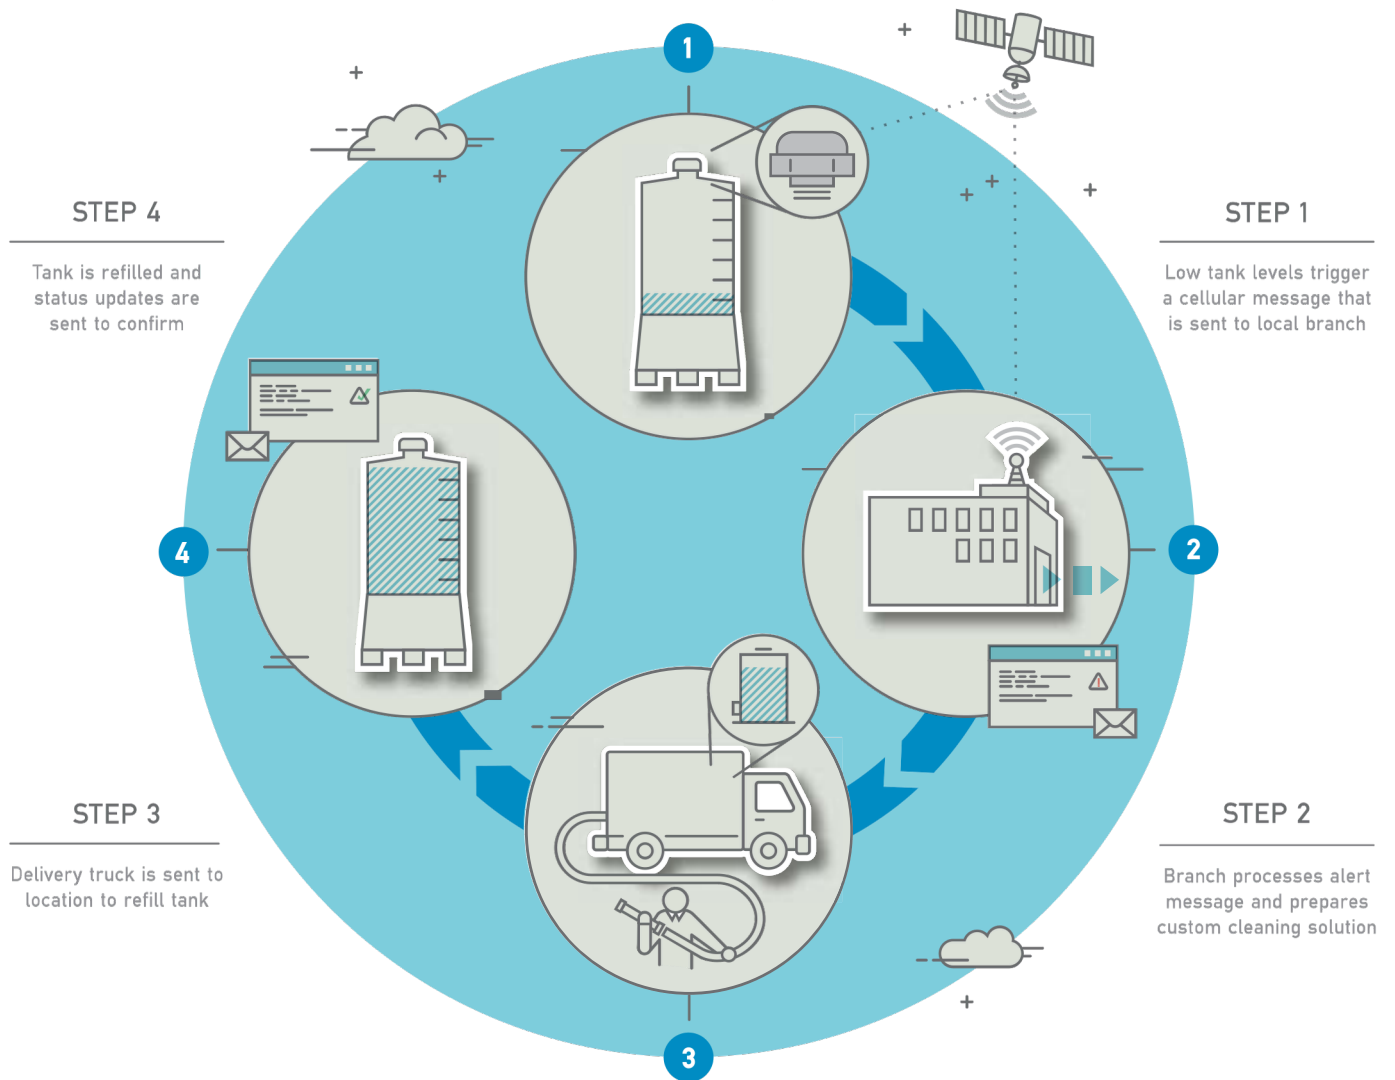 1
STEP 1
Low tank levels trigger
a cellular message that
is sent to local branch
2
STEP 2
Branch processes alert
message and prepares
custom cleaning solution
3
STEP 3
Delivery truck is sent to
location to refill tank
4
STEP 4
Tank is refilled and
status updates are
sent to confirm